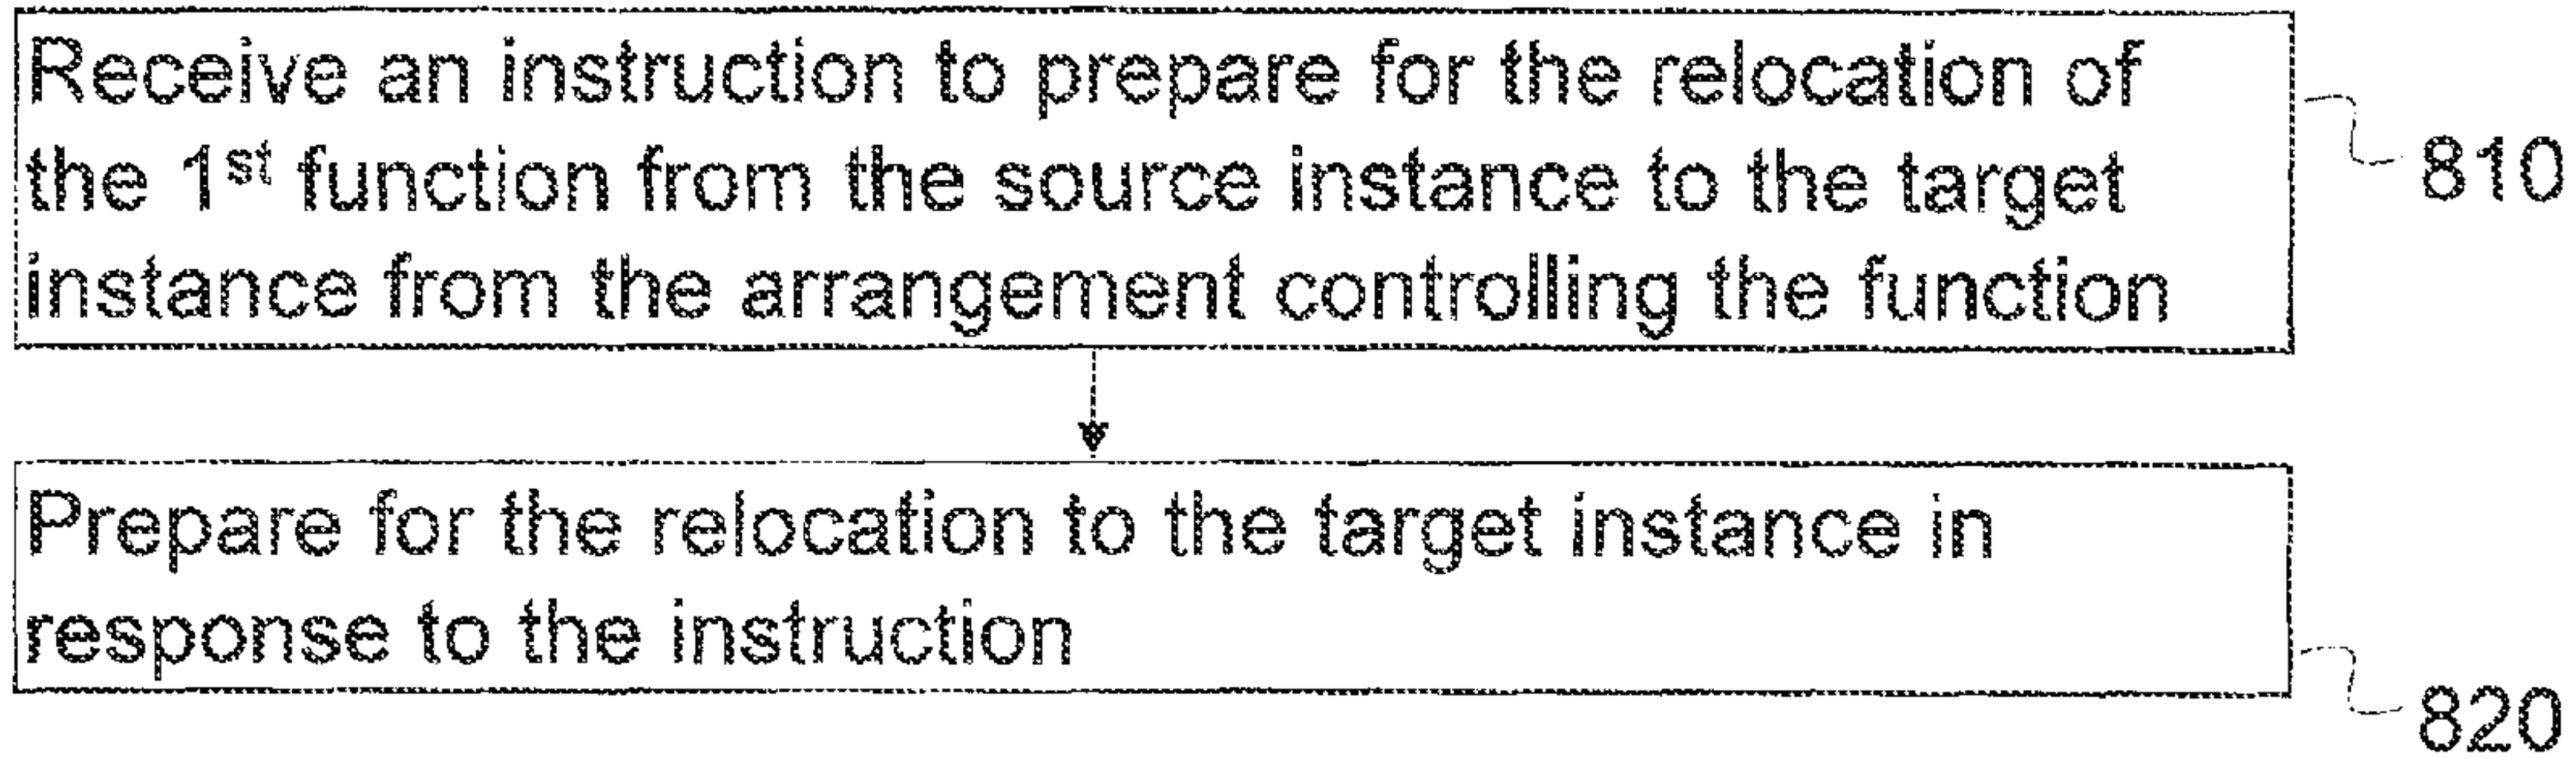 Receive an instruction to prepare for the relocation of
the 1st function from the source instance to the target
instance from the arrangement controlling the function
810
Prepare for the relocation to the target instance in
response to the instruction
820